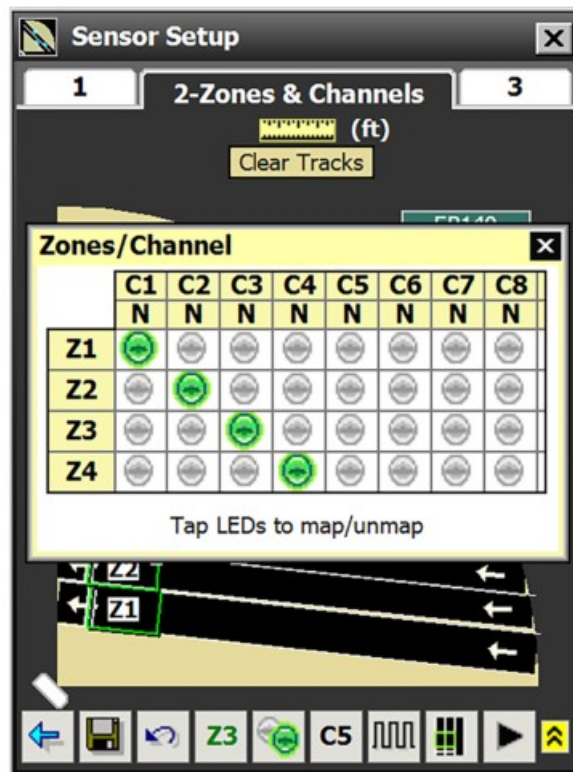 Sensor Setup
1 2-Zones & Channels 3
(ft)
Clear Tracks
Zones/Channel
C1 C2 C3 C4 C5 C6 C7 C8
N N N N N N N N
Z1
Z2
Z3
Z4
Tap LEDs to map/unmap
Z2
Z1
Z3 C5